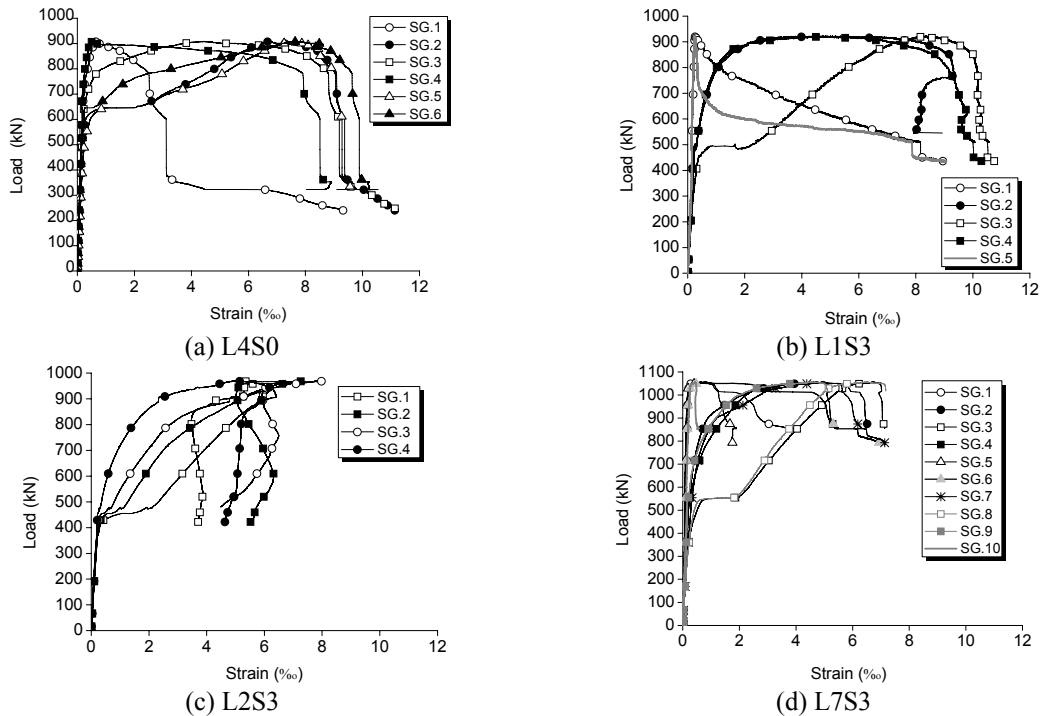 1000
900
800
700
600
500
400
300
200
100
0
Load (kN)
0 2 4 6 8 10 12
Strain (‰)
SG.1
SG.2
SG.3
SG.4
SG.5
SG.6
(a) L4S0
1000
900
800
700
600
500
400
300
200
100
0
Load (kN)
0 2 4 6 8 10 12
Strain (‰)
SG.1
SG.2
SG.3
SG.4
SG.5
(b) L1S3
1000
900
800
700
600
500
400
300
200
100
0
Load (kN)
0 2 4 6 8 10 12
Strain (‰)
SG.1
SG.2
SG.3
SG.4
(c) L2S3
1100
1000
900
800
700
600
500
400
300
200
100
0
Load (kN)
0 2 4 6 8 10 12
Strain (‰)
SG.1
SG.2
SG.3
SG.4
SG.5
SG.6
SG.7
SG.8
SG.9
SG.10
(d) L7S3